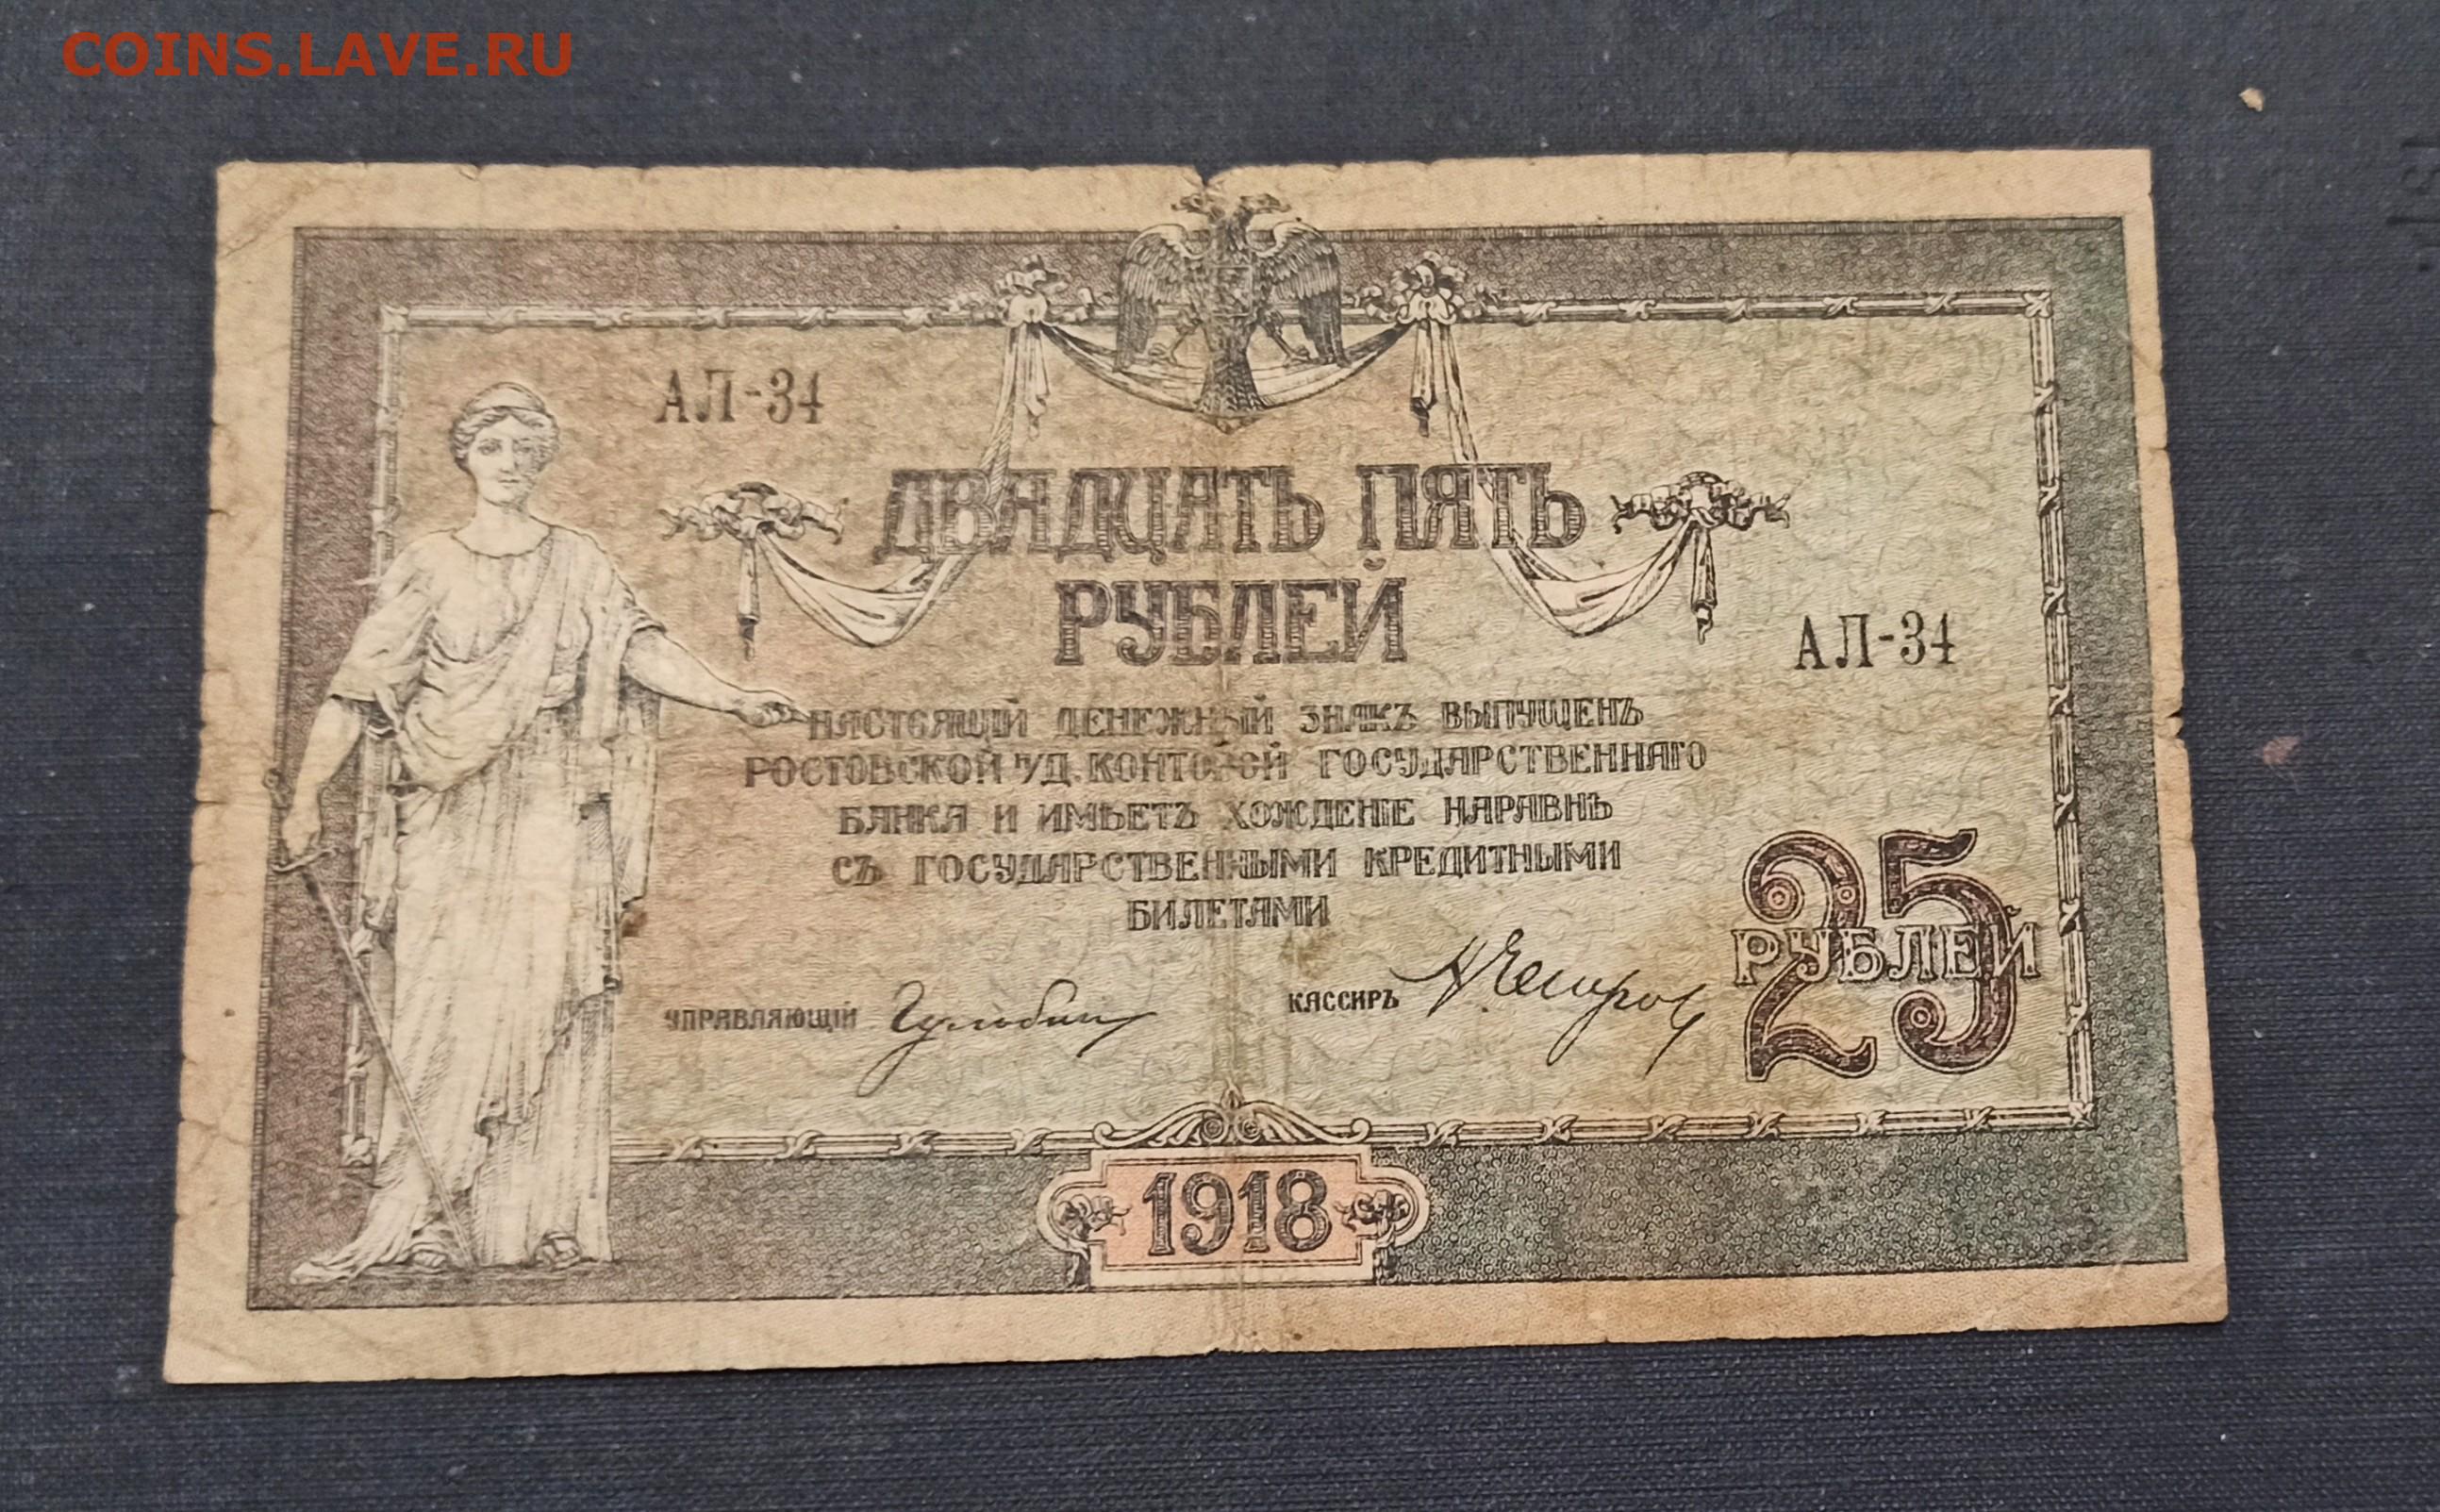 COINS.LAVE.RU
АЛ-34
ДВАДЦАТЬ ПЯТЬ
РУБЛЕЙ
АЛ-34
НАСТОЯЩІЙ ДЕНЕЖНЫЙ ЗНАКЪ ВЫПУЩЕНЪ
РОСТОВСКОЙ н/Д. КОНТОРОЙ ГОСУДАРСТВЕННАГО
БАНКА И ИМѢЕТЪ ХОЖДЕНІЕ НАРАВНѢ
СЪ ГОСУДАРСТВЕННЫМИ КРЕДИТНЫМИ
БИЛЕТАМИ
25
РУБЛЕЙ
УПРАВЛЯЮЩІЙ Гульбин
КАССИРЪ
1918